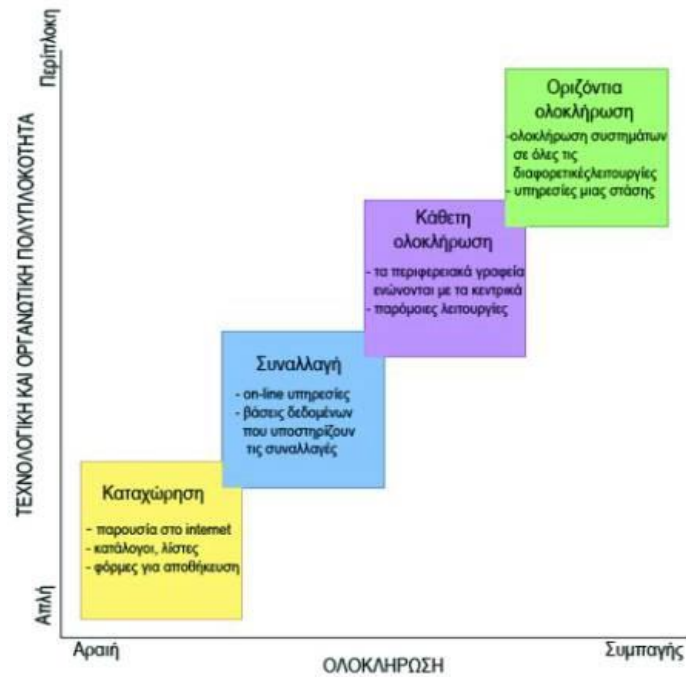 Περίπλοκη
ΤΕΧΝΟΛΟΓΙΚΗ ΚΑΙ ΟΡΓΑΝΩΤΙΚΗ ΠΟΛΥΠΛΟΚΟΤΗΤΑ
Απλή
Οριζόντια
ολοκλήρωση
-ολοκλήρωση συστημάτων
σε όλες τις
διαφορετικέςλειτουργίες
- υπηρεσίες μιας στάσης
Κάθετη
ολοκλήρωση
- τα περιφερειακά γραφεία
ενώνονται με τα κεντρικά
- παρόμοιες λειτουργίες
Συναλλαγή
- on-line υπηρεσίες
- βάσεις δεδομένων
που υποστηρίζουν
τις συναλλαγές
Καταχώρηση
- παρουσία στο internet
- κατάλογοι, λίστες
- φόρμες για αποθήκευση
Αραιή
ΟΛΟΚΛΗΡΩΣΗ
Συμπαγής